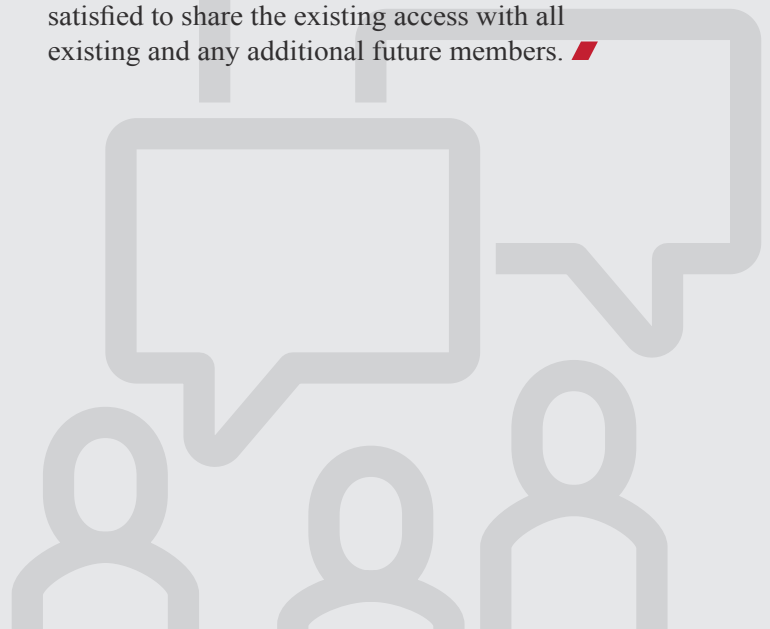 satisfied to share the existing access with all
existing and any additional future members.